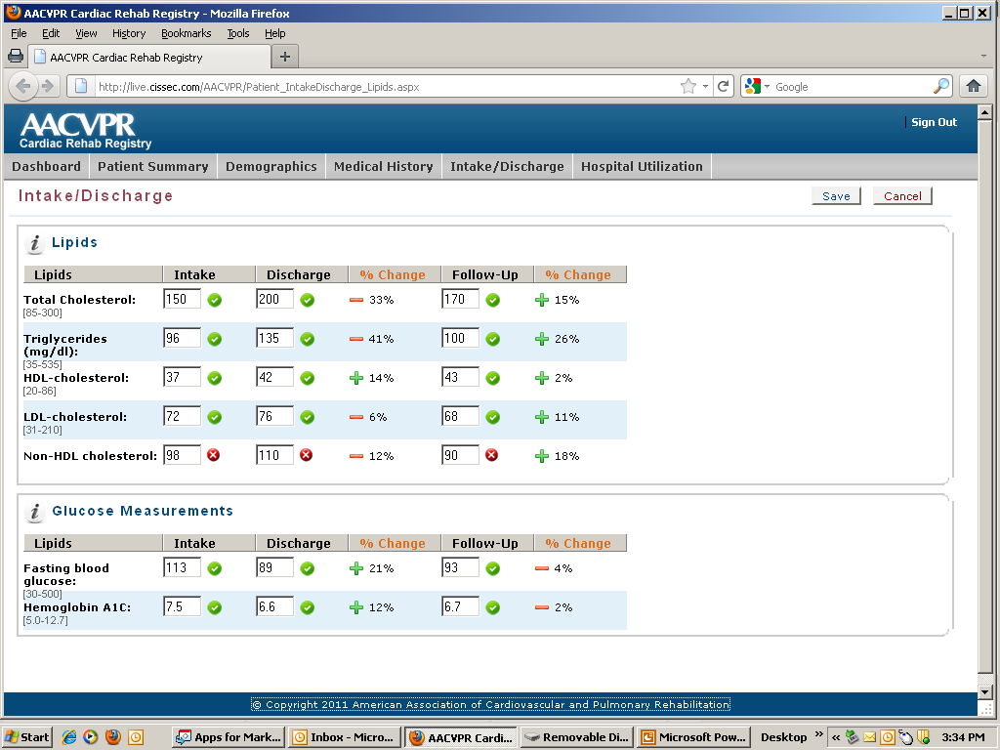 AACVPR Cardiac Rehab Registry - Mozilla Firefox
File Edit View History Bookmarks Tools Help
AACVPR Cardiac Rehab Registry
http://live.cissec.com/AACVPR/Patient_IntakeDischarge_Lipids.aspx Google
AACVPR
Cardiac Rehab Registry
Sign Out
Dashboard Patient Summary Demographics Medical History Intake/Discharge Hospital Utilization
Intake/Discharge Save Cancel
Lipids
Lipids Intake Discharge % Change Follow-Up % Change
Total Cholesterol: 150 200 33% 170 15%
[85-300]
Triglycerides 96 135 41% 100 26%
(mg/dl):
[35-535]
HDL-cholesterol: 37 42 14% 43 2%
[20-86]
LDL-cholesterol: 72 76 6% 68 11%
[31-210]
Non-HDL cholesterol: 98 110 12% 90 18%
Glucose Measurements
Lipids Intake Discharge % Change Follow-Up % Change
Fasting blood 113 89 21% 93 4%
glucose:
[30-500]
Hemoglobin A1C: 7.5 6.6 12% 6.7 2%
[5.0-12.7]
© Copyright 2011 American Association of Cardiovascular and Pulmonary Rehabilitation
Start Apps for Mark... Inbox - Micro... AACVPR Cardi... Removable Di... Microsoft Pow... Desktop » « 3:34 PM